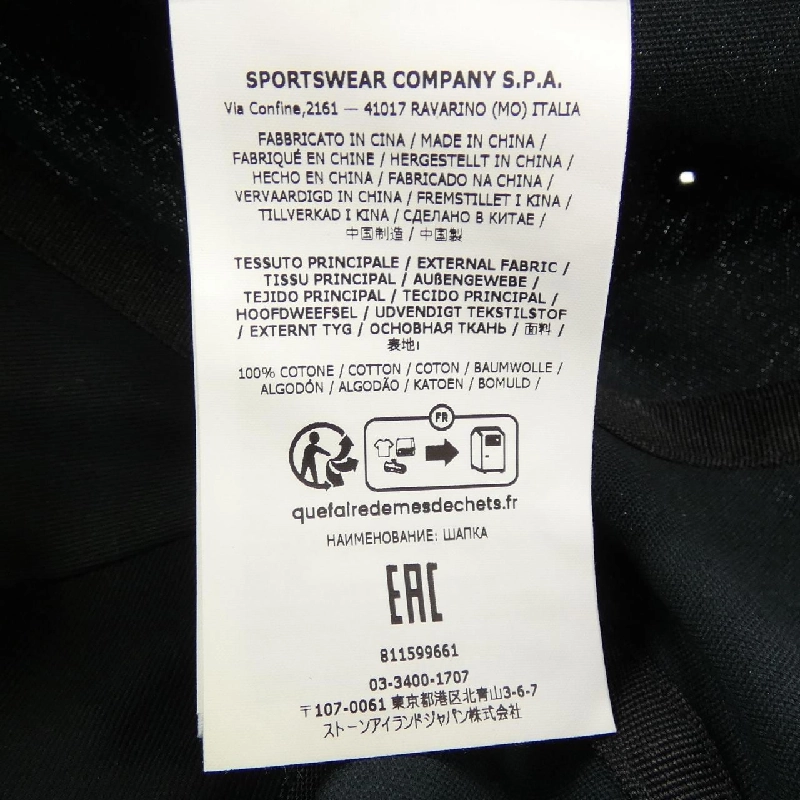 SPORTSWEAR COMPANY S.P.A.
Via Confine,2161 — 41017 RAVARINO (MO) ITALIA
FABBRICATO IN CINA / MADE IN CHINA /
FABRIQUÉ EN CHINE / HERGESTELLT IN CHINA /
HECHO EN CHINA / FABRICADO NA CHINA /
VERVAARDIGD IN CHINA / FREMSTILLET I KINA /
TILLVERKAD I KINA / СДЕЛАНО В КИТАЕ /
中国制造 / 中国製
TESSUTO PRINCIPALE / EXTERNAL FABRIC /
TISSU PRINCIPAL / AUßENGEWEBE /
TEJIDO PRINCIPAL / TECIDO PRINCIPAL /
HOOFDWEEFSEL / UDVENDIGT TEKSTILSTOF
/ EXTERNT TYG / ОСНОВНАЯ ТКАНЬ / 面料 /
表地:
100% COTONE / COTTON / COTON / BAUMWOLLE /
ALGODÓN / ALGODÃO / KATOEN / BOMULD /
FR
quefairedemesdechets.fr
НАИМЕНОВАНИЕ: ШАПКА
EAC
811599661
03-3400-1707
〒107-0061 東京都港区北青山3-6-7
ストーンアイランドジャパン株式会社